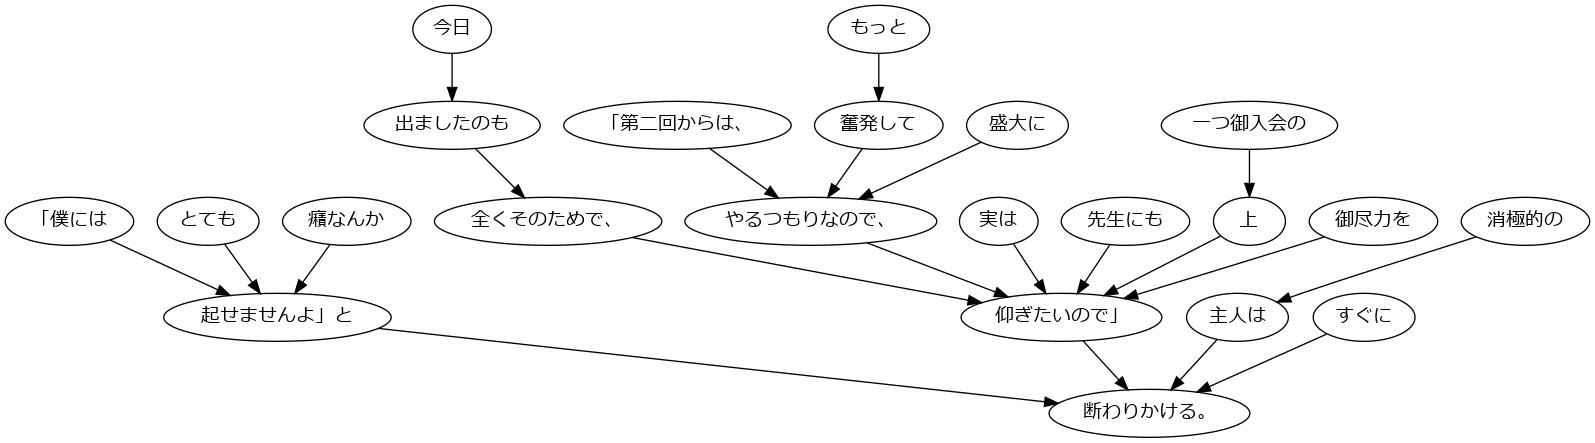 今日
もっと
出ましたのも
「第二回からは、
奮発して
盛大に
一つ御入会の
「僕には
とても
癪なんか
全くそのためで、
やるつもりなので、
実は
先生にも
上
御尽力を
消極的の
起せませんよ」と
仰ぎたいので」
主人は
すぐに
断わりかける。